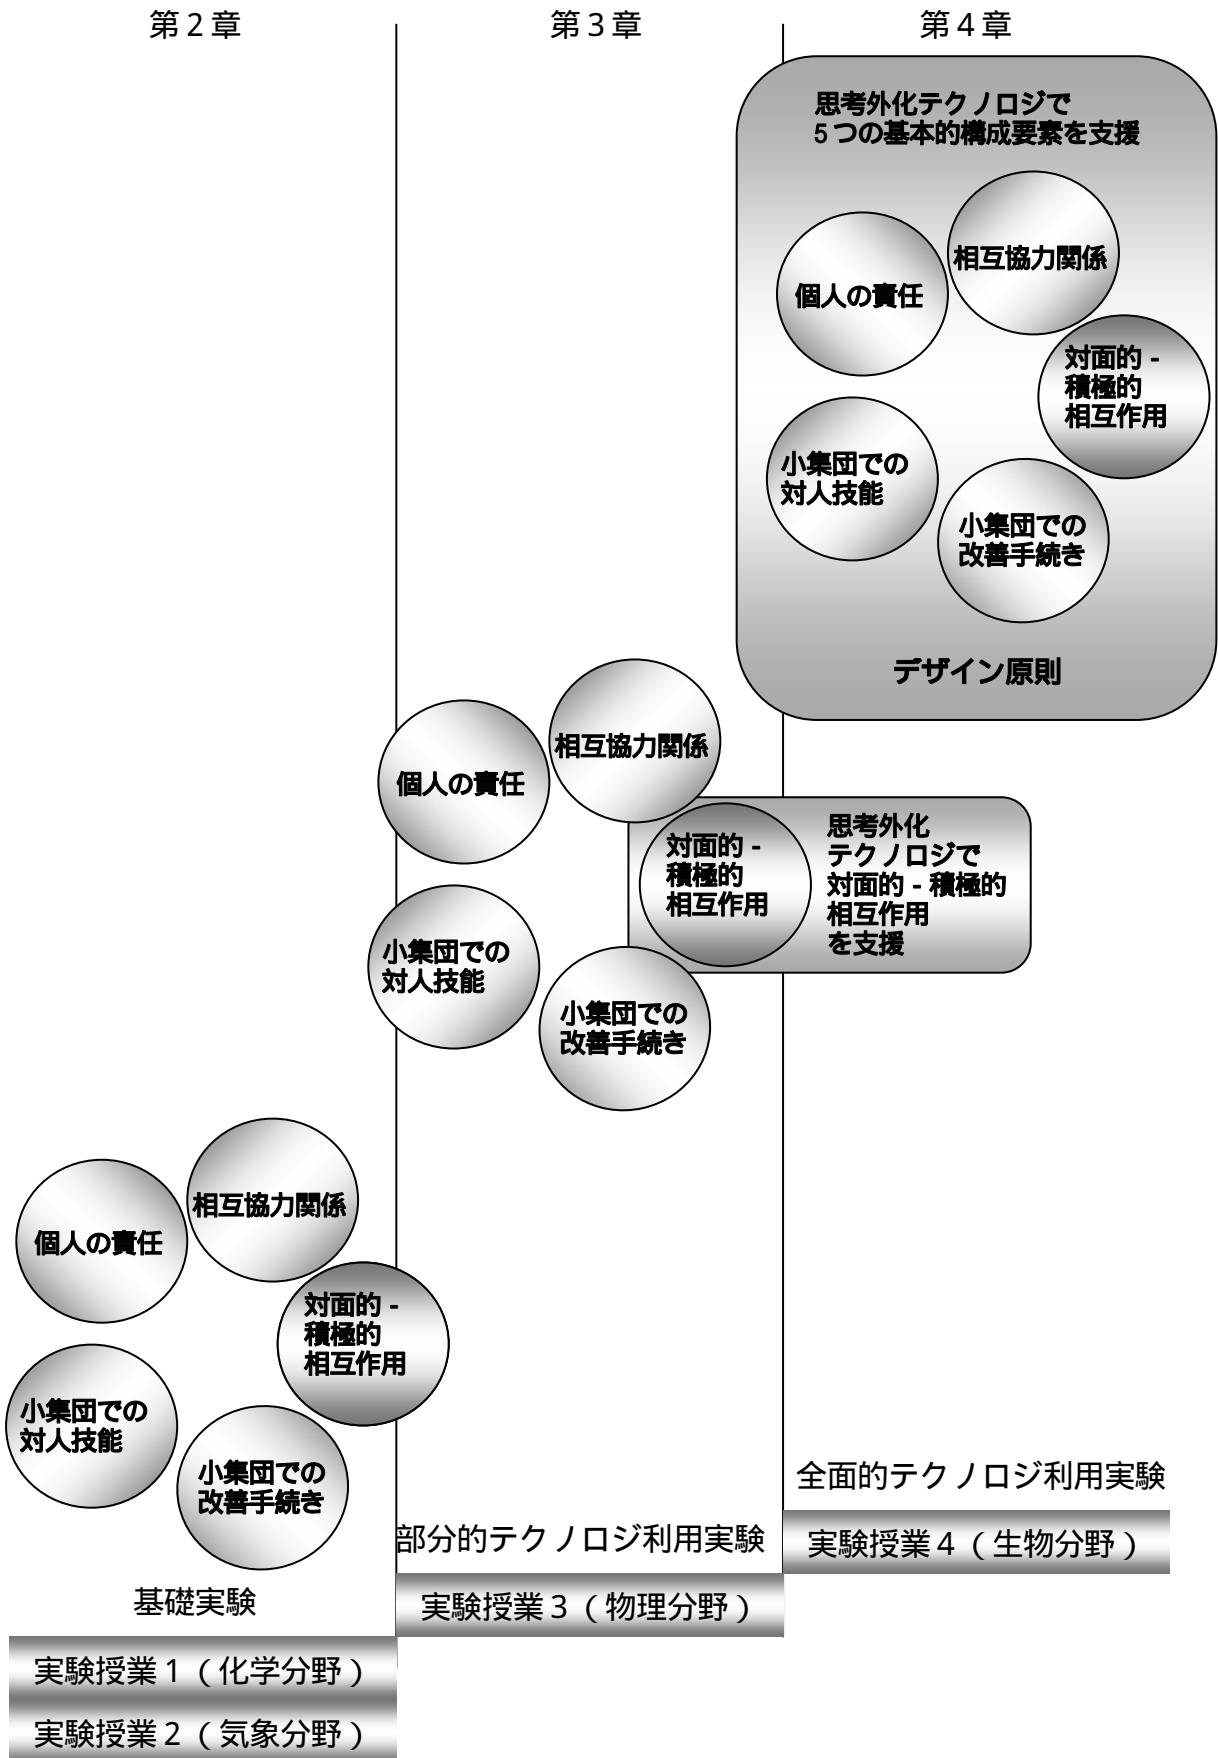 第２章
第３章
第４章
思考外化テクノロジで
５つの基本的構成要素を支援
個人の責任
相互協力関係
対面的‐
積極的
相互作用
小集団での
対人技能
小集団での
改善手続き
デザイン原則
個人の責任
相互協力関係
対面的‐
積極的
相互作用
思考外化
テクノロジで
対面的‐積極的
相互作用
を支援
小集団での
対人技能
小集団での
改善手続き
個人の責任
相互協力関係
対面的‐
積極的
相互作用
小集団での
対人技能
小集団での
改善手続き
全面的テクノロジ利用実験
実験授業４（生物分野）
部分的テクノロジ利用実験
実験授業３（物理分野）
基礎実験
実験授業１（化学分野）
実験授業２（気象分野）